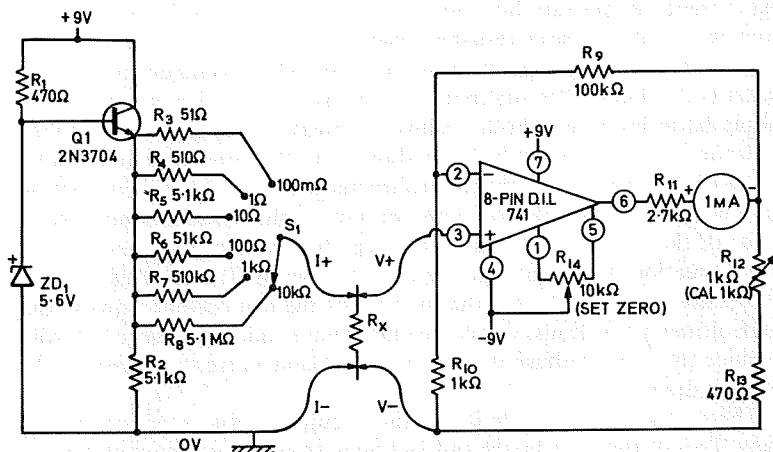 +9V
R1
470Ω
Q1
2N3704
R3 51Ω
100mΩ
R4 510Ω
1Ω
*R5 5·1kΩ
10Ω
R6 51kΩ
100Ω
S1
R7
510kΩ
1kΩ
10kΩ
R8 5·1MΩ
ZD1
5·6V
+
R2
5·1kΩ
0V
I+
V+
RX
I−
V−
R9
100kΩ
+9V
7
2
−
8-PIN D.I.L
741
3
+
6
4
1
5
R14
10kΩ
(SET ZERO)
−9V
R11
2·7kΩ
+
1MA
−
R12
1kΩ
(CAL 1kΩ)
R10
1kΩ
R13
470Ω